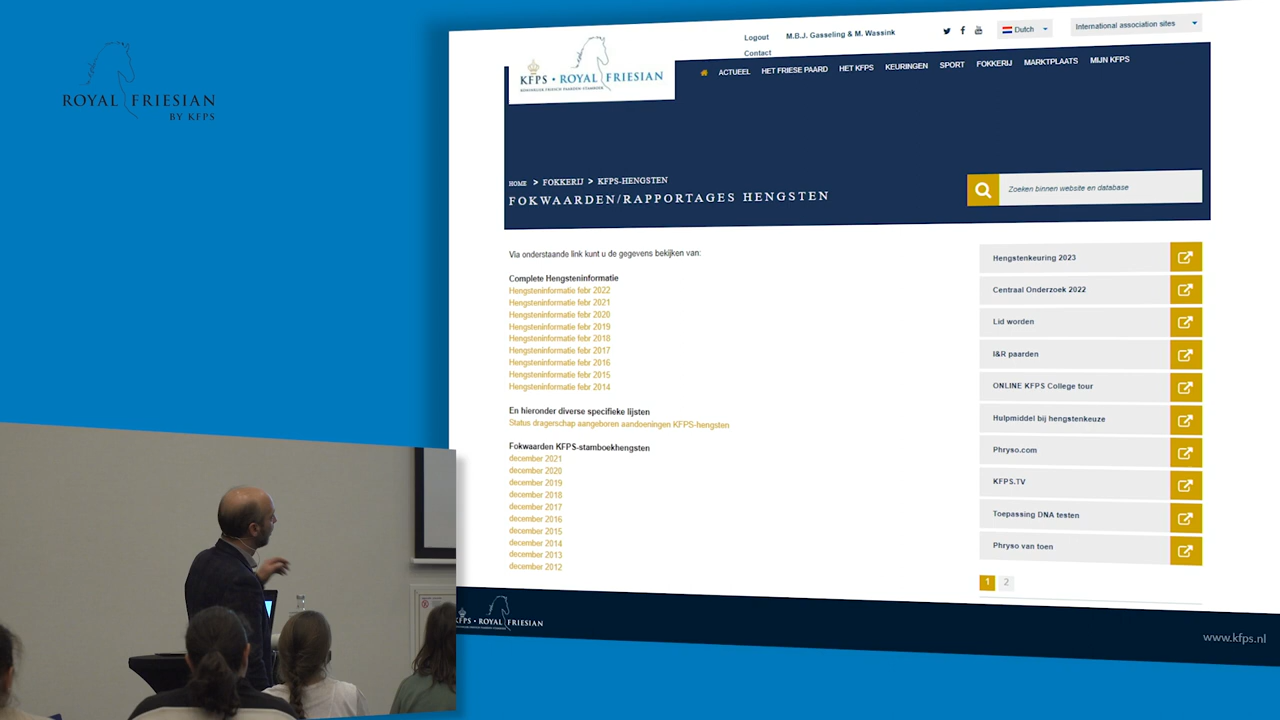 ROYAL FRIESIAN
BY KFPS
Logout
M.B.J. Gasseling & M. Wassink
Contact
Dutch
International association sites
KFPS • ROYAL FRIESIAN
ACTUEEL
HET FRIESE PAARD
HET KFPS
KEURINGEN
SPORT
FOKKERIJ
MARKTPLAATS
MIJN KFPS
HOME > FOKKERIJ > KFPS-HENGSTEN
FOKWAARDEN/RAPPORTAGES HENGSTEN
Zoeken binnen website en database
Via onderstaande link kunt u de gegevens bekijken van:
Complete Hengsteninformatie
Hengsteninformatie febr 2022
Hengsteninformatie febr 2021
Hengsteninformatie febr 2020
Hengsteninformatie febr 2019
Hengsteninformatie febr 2018
Hengsteninformatie febr 2017
Hengsteninformatie febr 2016
Hengsteninformatie febr 2015
Hengsteninformatie febr 2014
En hieronder diverse specifieke lijsten
Status dragerschap aangeboren aandoeningen KFPS-hengsten
Fokwaarden KFPS-stamboekhengsten
december 2021
december 2020
december 2019
december 2018
december 2017
december 2016
december 2015
december 2014
december 2013
december 2012
Hengstenkeuring 2023
Centraal Onderzoek 2022
Lid worden
I&R paarden
ONLINE KFPS College tour
Hulpmiddel bij hengstenkeuze
Phryso.com
KFPS.TV
Toepassing DNA testen
Phryso van toen
1 2
KFPS • ROYAL FRIESIAN
www.kfps.nl